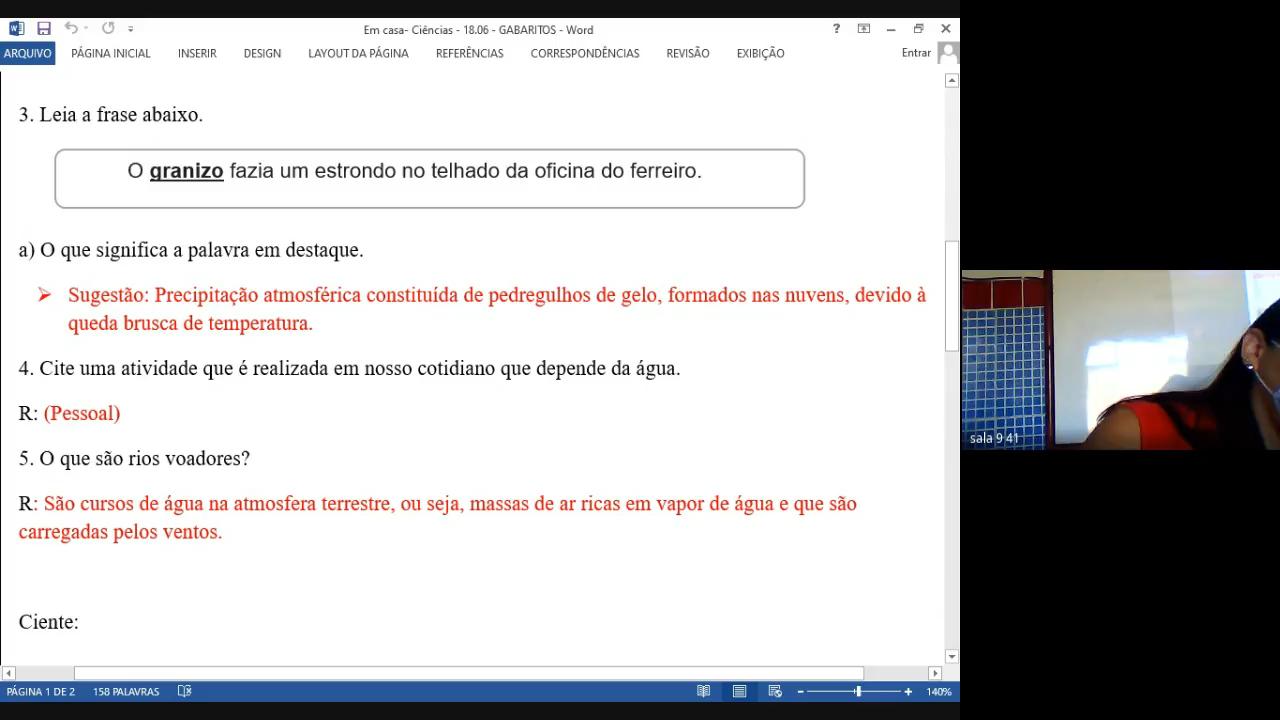 Em casa- Ciências - 18.06 - GABARITOS - Word
?
ARQUIVO PÁGINA INICIAL INSERIR DESIGN LAYOUT DA PÁGINA REFERÊNCIAS CORRESPONDÊNCIAS REVISÃO EXIBIÇÃO Entrar
3. Leia a frase abaixo.
O granizo fazia um estrondo no telhado da oficina do ferreiro.
a) O que significa a palavra em destaque.
➢ Sugestão: Precipitação atmosférica constituída de pedregulhos de gelo, formados nas nuvens, devido à
queda brusca de temperatura.
4. Cite uma atividade que é realizada em nosso cotidiano que depende da água.
R: (Pessoal)
5. O que são rios voadores?
R: São cursos de água na atmosfera terrestre, ou seja, massas de ar ricas em vapor de água e que são
carregadas pelos ventos.
Ciente:
sala 9 41
PÁGINA 1 DE 2 158 PALAVRAS 140%